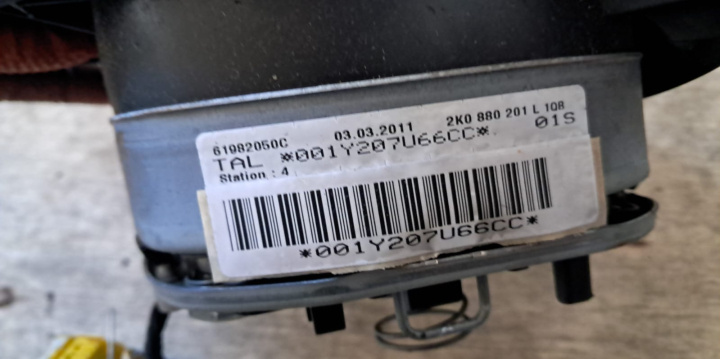 61982050C 03.03.2011 2K0 880 201 L 1QB
TAL *001Y207U66CC* 01S
Station : 4
*001Y207U66CC*